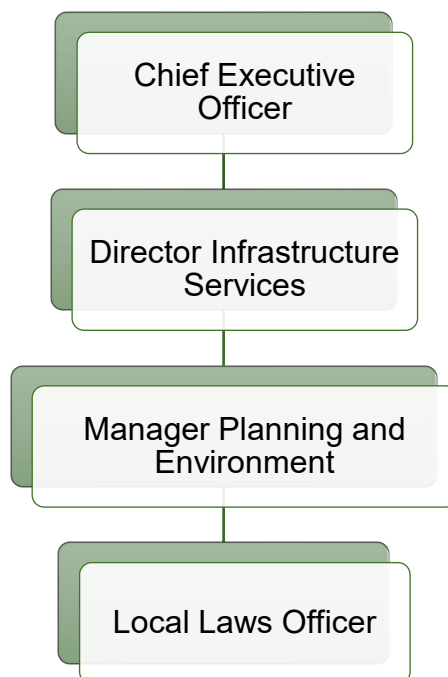 Chief Executive
Officer
Director Infrastructure
Services
Manager Planning and
Environment
Local Laws Officer